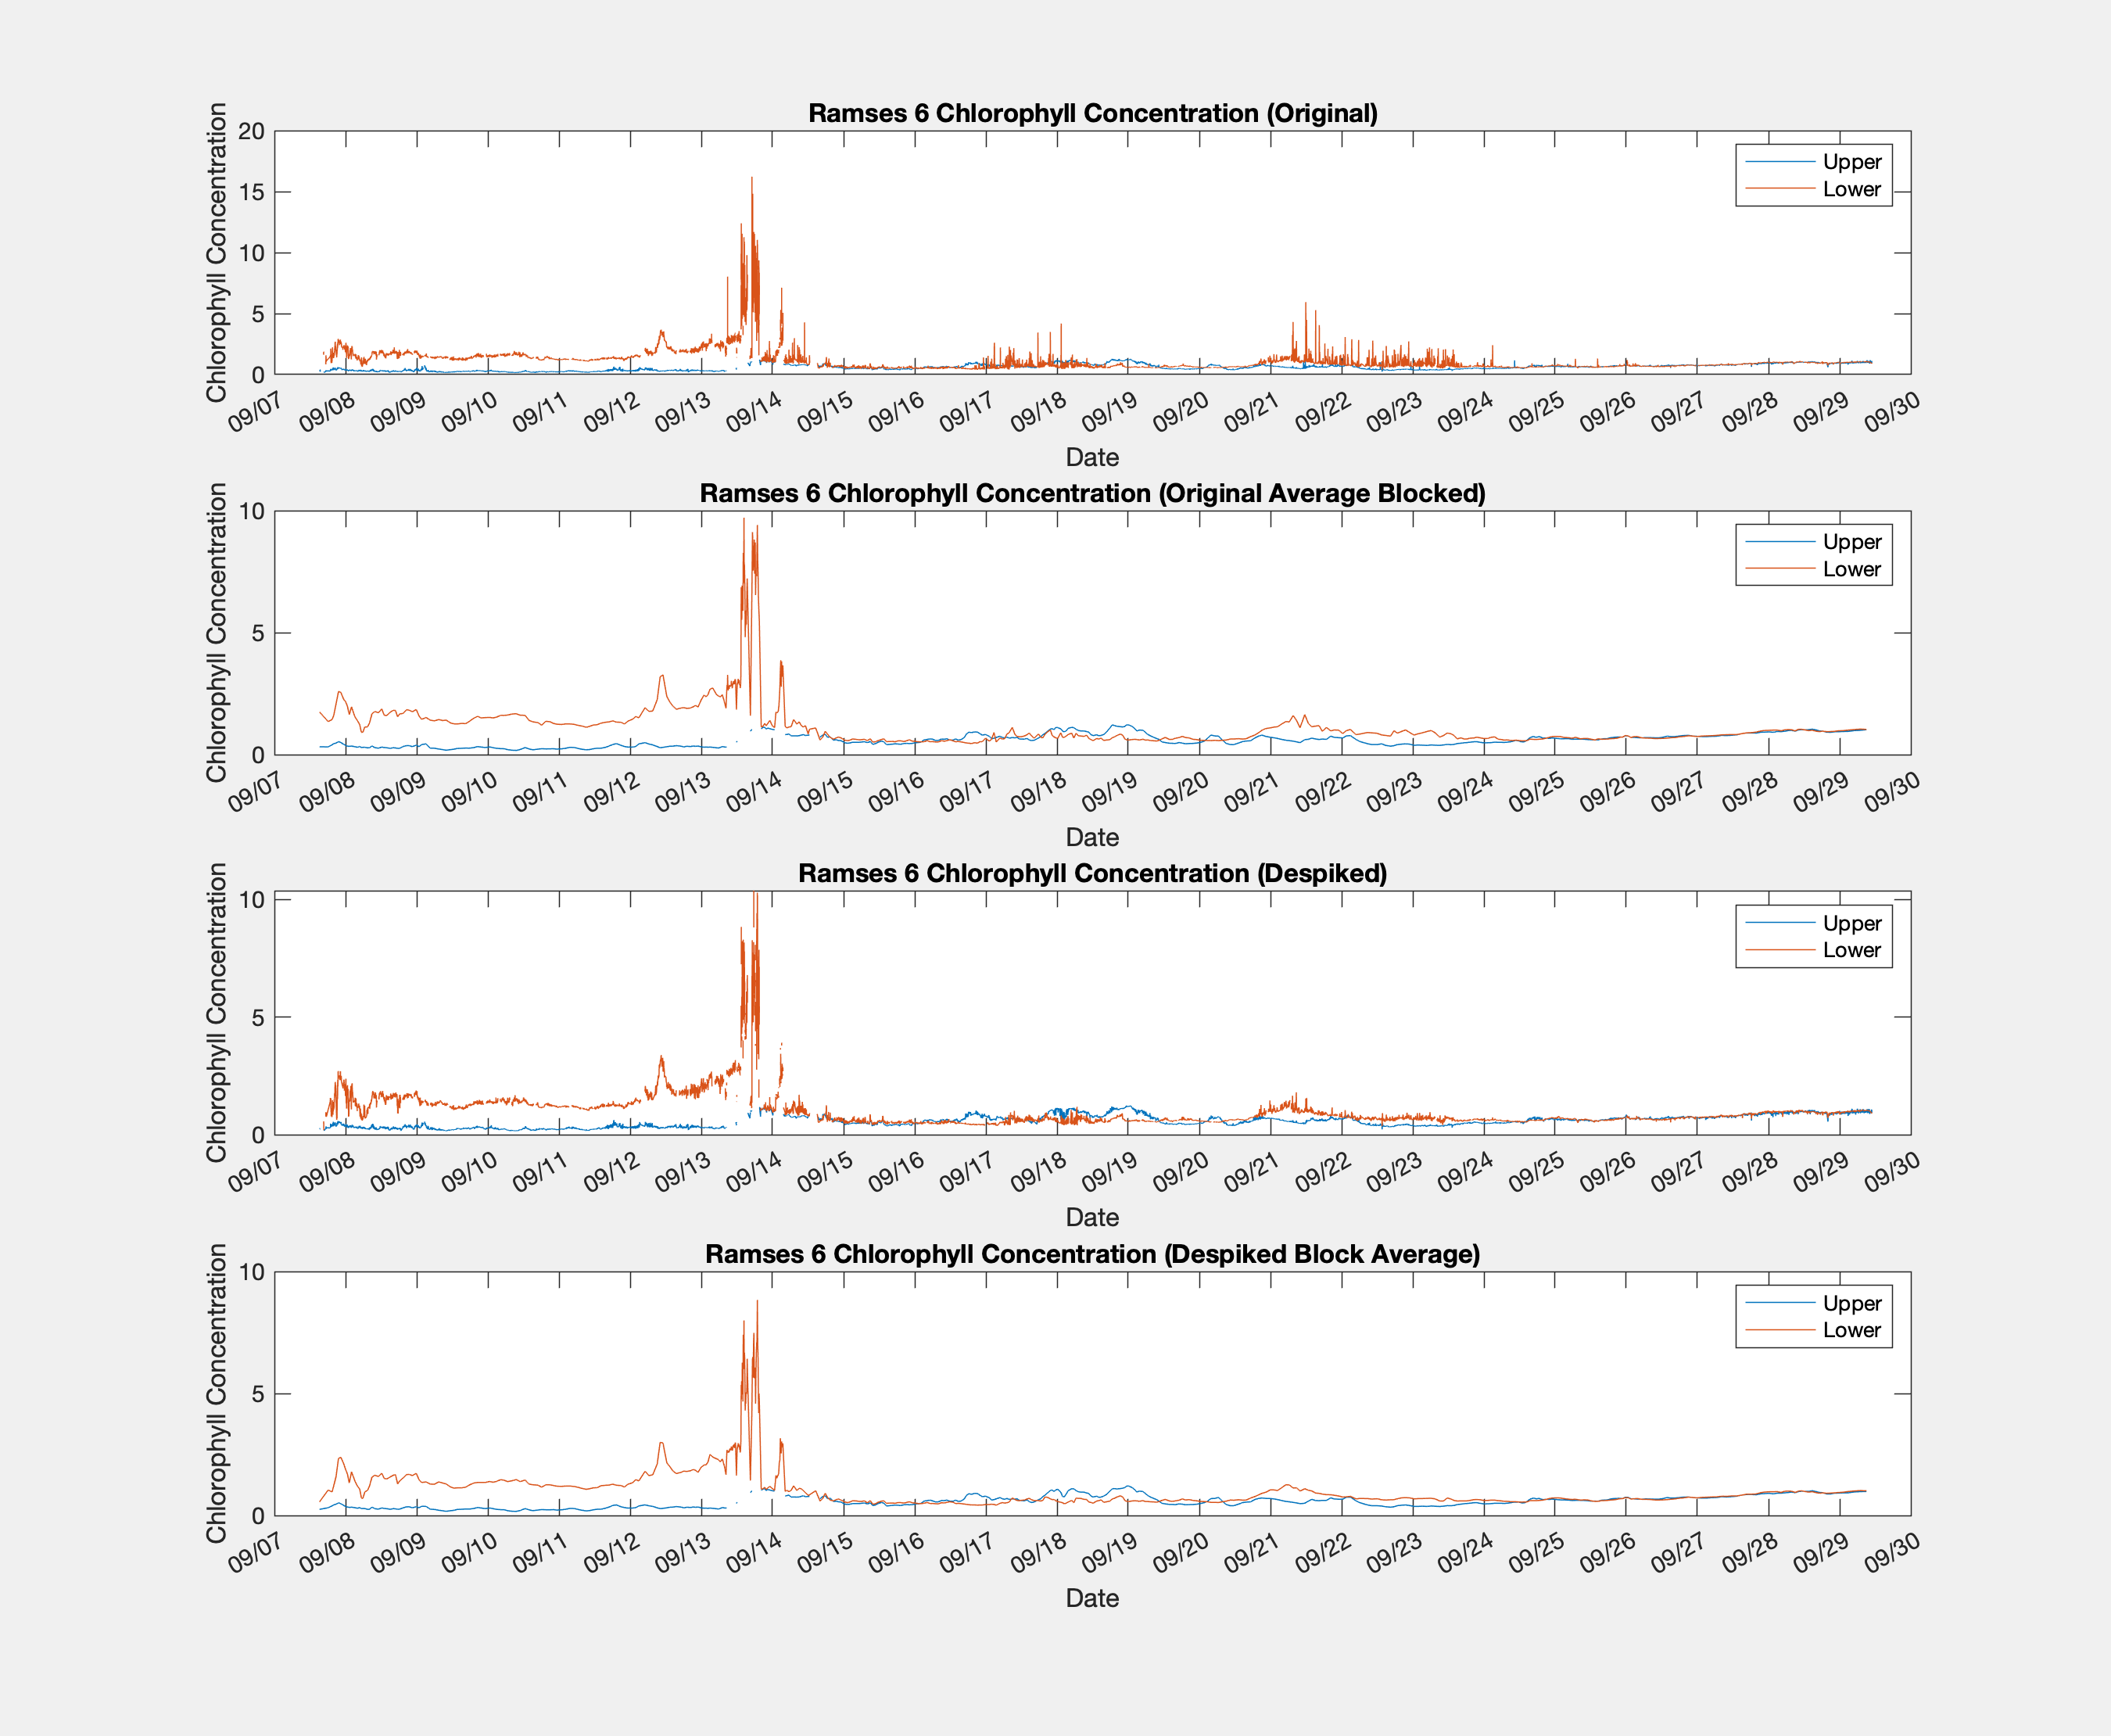 Ramses 6 Chlorophyll Concentration (Original)
Chlorophyll Concentration
20
15
10
5
0
Upper
Lower
09/07 09/08 09/09 09/10 09/11 09/12 09/13 09/14 09/15 09/16 09/17 09/18 09/19 09/20 09/21 09/22 09/23 09/24 09/25 09/26 09/27 09/28 09/29 09/30
Date
Ramses 6 Chlorophyll Concentration (Original Average Blocked)
Chlorophyll Concentration
10
5
0
Upper
Lower
09/07 09/08 09/09 09/10 09/11 09/12 09/13 09/14 09/15 09/16 09/17 09/18 09/19 09/20 09/21 09/22 09/23 09/24 09/25 09/26 09/27 09/28 09/29 09/30
Date
Ramses 6 Chlorophyll Concentration (Despiked)
Chlorophyll Concentration
10
5
0
Upper
Lower
09/07 09/08 09/09 09/10 09/11 09/12 09/13 09/14 09/15 09/16 09/17 09/18 09/19 09/20 09/21 09/22 09/23 09/24 09/25 09/26 09/27 09/28 09/29 09/30
Date
Ramses 6 Chlorophyll Concentration (Despiked Block Average)
Chlorophyll Concentration
10
5
0
Upper
Lower
09/07 09/08 09/09 09/10 09/11 09/12 09/13 09/14 09/15 09/16 09/17 09/18 09/19 09/20 09/21 09/22 09/23 09/24 09/25 09/26 09/27 09/28 09/29 09/30
Date